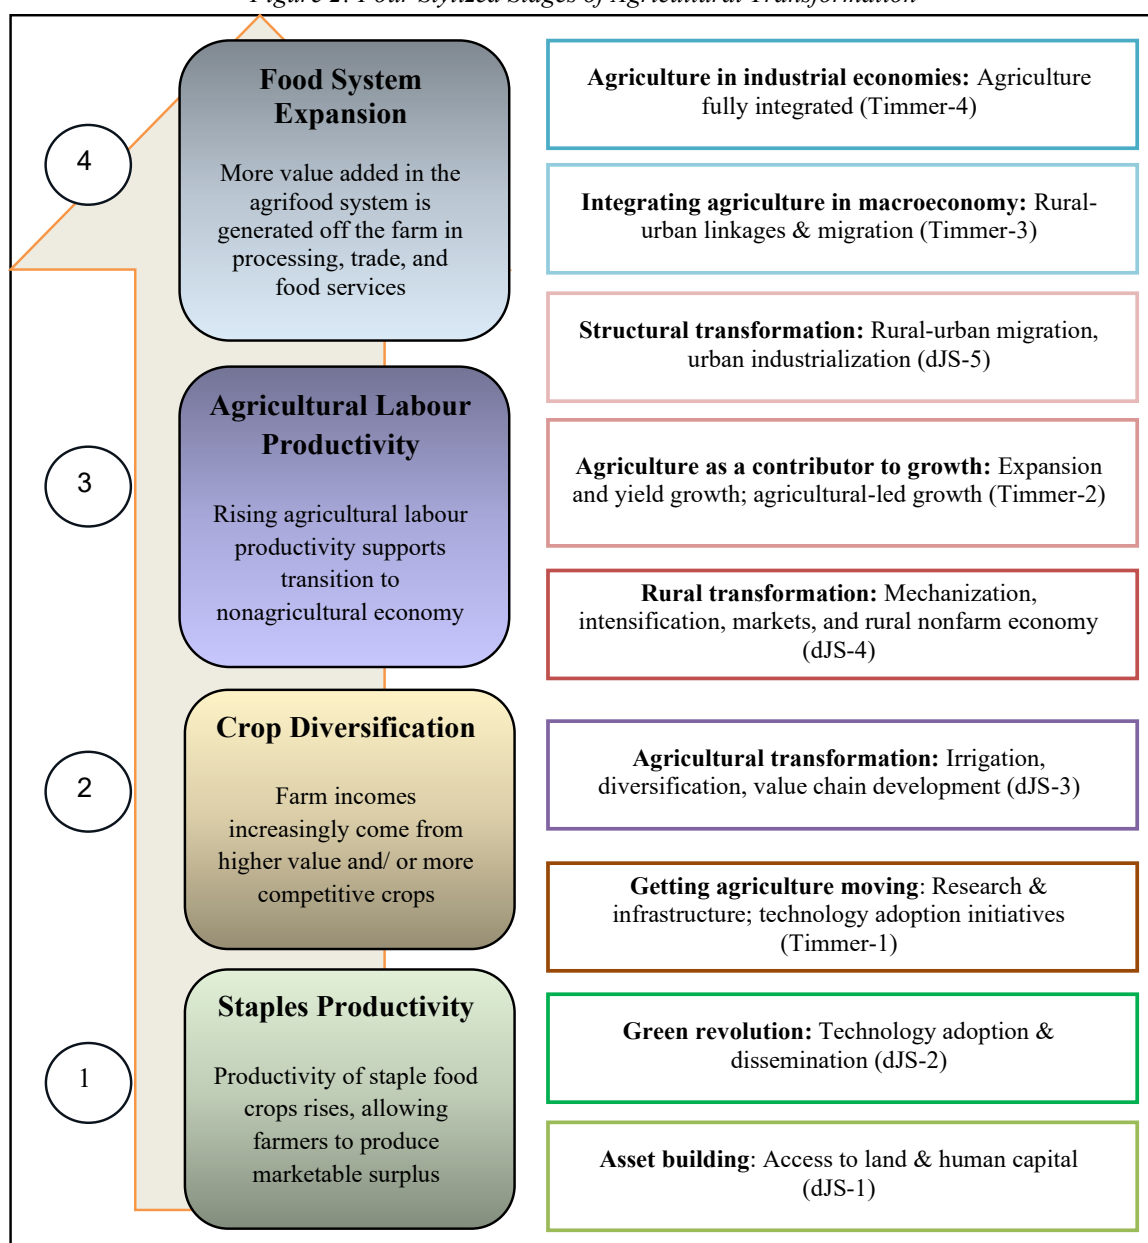 Figure 2: Four Stylized Stages of Agricultural Transformation
4
Food System
Expansion
More value added in the
agrifood system is
generated off the farm in
processing, trade, and
food services
3
Agricultural Labour
Productivity
Rising agricultural labour
productivity supports
transition to
nonagricultural economy
2
Crop Diversification
Farm incomes
increasingly come from
higher value and/ or more
competitive crops
1
Staples Productivity
Productivity of staple food
crops rises, allowing
farmers to produce
marketable surplus
Agriculture in industrial economies: Agriculture
fully integrated (Timmer-4)
Integrating agriculture in macroeconomy: Rural-
urban linkages & migration (Timmer-3)
Structural transformation: Rural-urban migration,
urban industrialization (dJS-5)
Agriculture as a contributor to growth: Expansion
and yield growth; agricultural-led growth (Timmer-2)
Rural transformation: Mechanization,
intensification, markets, and rural nonfarm economy
(dJS-4)
Agricultural transformation: Irrigation,
diversification, value chain development (dJS-3)
Getting agriculture moving: Research &
infrastructure; technology adoption initiatives
(Timmer-1)
Green revolution: Technology adoption &
dissemination (dJS-2)
Asset building: Access to land & human capital
(dJS-1)